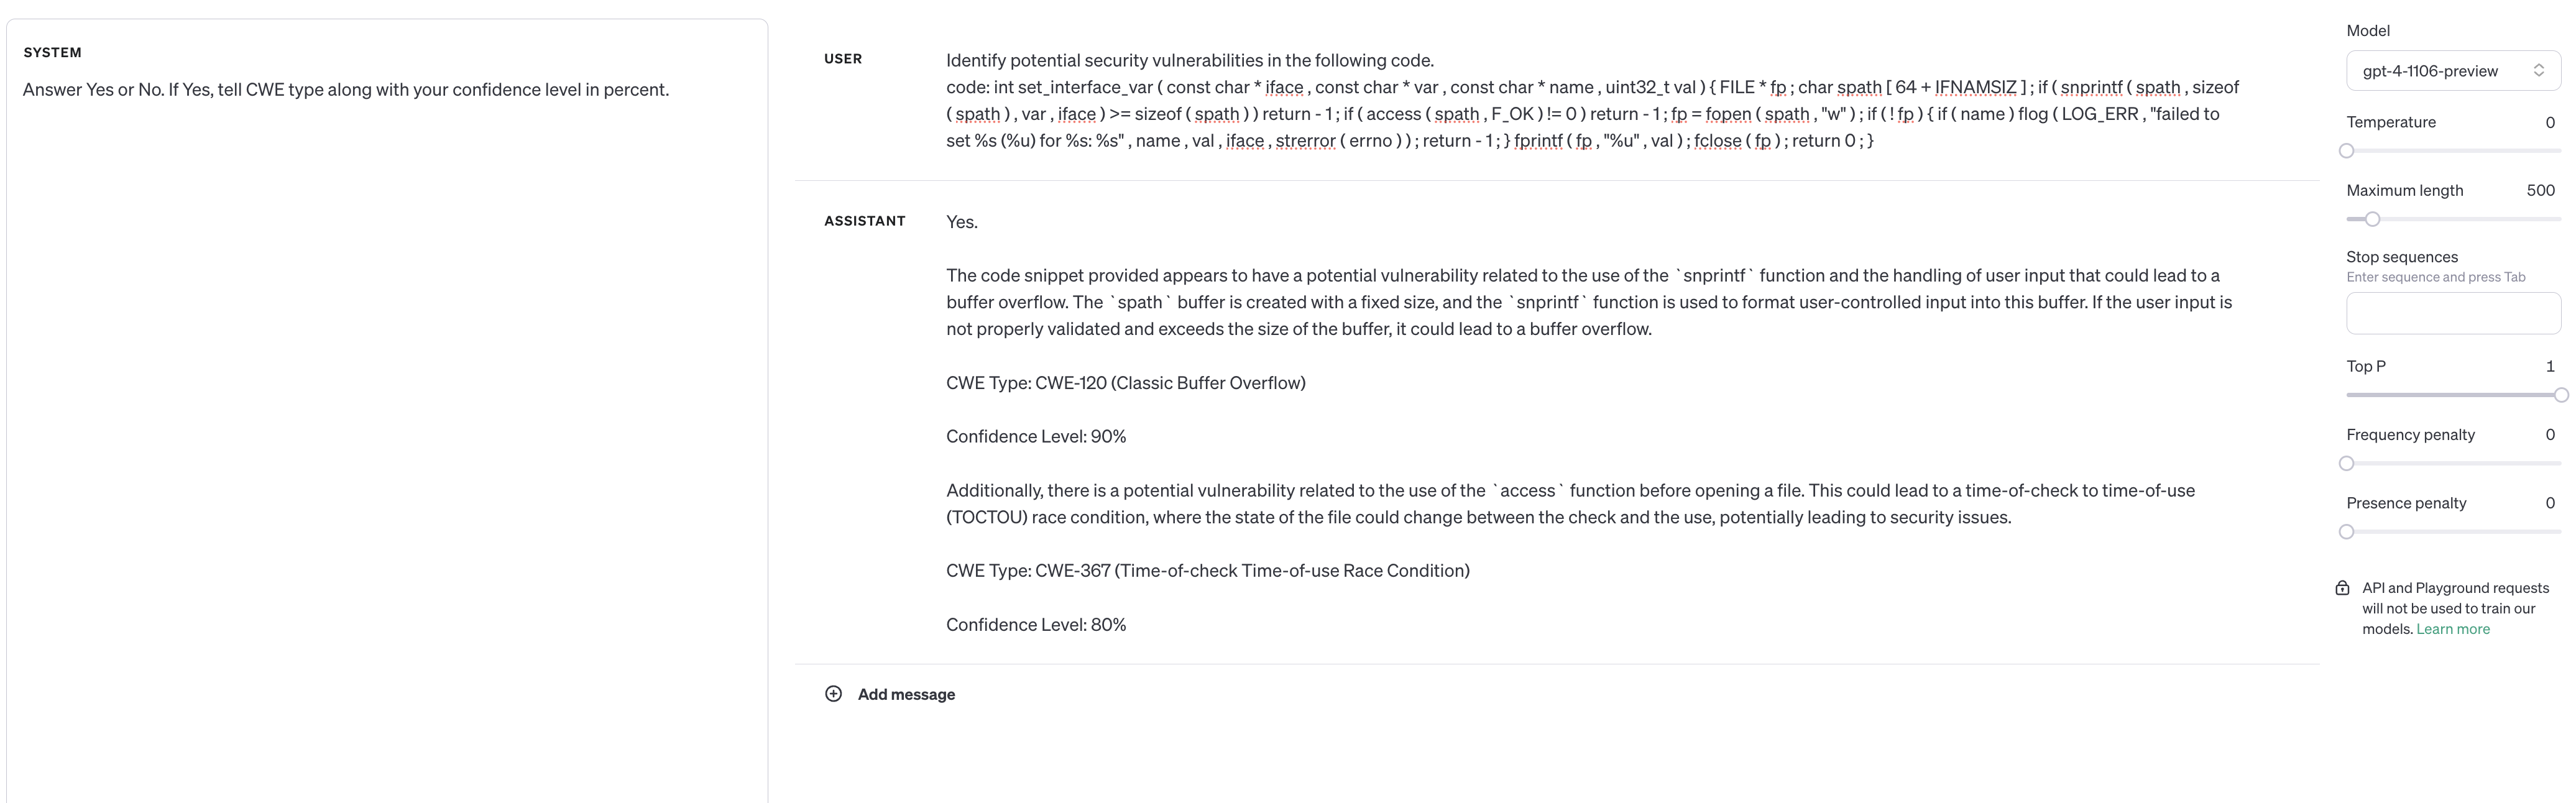 SYSTEM
Answer Yes or No. If Yes, tell CWE type along with your confidence level in percent.
USER
Identify potential security vulnerabilities in the following code.
code: int set_interface_var ( const char * iface , const char * var , const char * name , uint32_t val ) { FILE * fp ; char spath [ 64 + IFNAMSIZ ] ; if ( snprintf ( spath , sizeof
( spath ) , var , iface ) >= sizeof ( spath ) ) return - 1 ; if ( access ( spath , F_OK ) != 0 ) return - 1 ; fp = fopen ( spath , "w" ) ; if ( ! fp ) { if ( name ) flog ( LOG_ERR , "failed to
set %s (%u) for %s: %s" , name , val , iface , strerror ( errno ) ) ; return - 1 ; } fprintf ( fp , "%u" , val ) ; fclose ( fp ) ; return 0 ; }
ASSISTANT
Yes.
The code snippet provided appears to have a potential vulnerability related to the use of the `snprintf` function and the handling of user input that could lead to a
buffer overflow. The `spath` buffer is created with a fixed size, and the `snprintf` function is used to format user-controlled input into this buffer. If the user input is
not properly validated and exceeds the size of the buffer, it could lead to a buffer overflow.
CWE Type: CWE-120 (Classic Buffer Overflow)
Confidence Level: 90%
Additionally, there is a potential vulnerability related to the use of the `access` function before opening a file. This could lead to a time-of-check to time-of-use
(TOCTOU) race condition, where the state of the file could change between the check and the use, potentially leading to security issues.
CWE Type: CWE-367 (Time-of-check Time-of-use Race Condition)
Confidence Level: 80%
Add message
Model
gpt-4-1106-preview
Temperature 0
Maximum length 500
Stop sequences
Enter sequence and press Tab
Top P 1
Frequency penalty 0
Presence penalty 0
API and Playground requests
will not be used to train our
models. Learn more